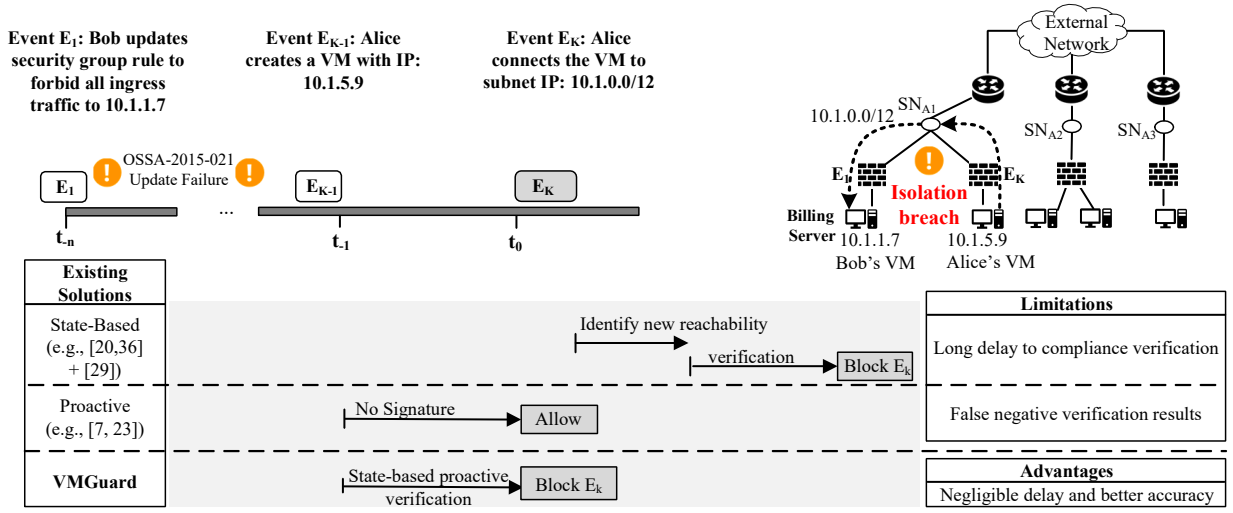 Event E1: Bob updates
security group rule to
forbid all ingress
traffic to 10.1.1.7
Event EK-1: Alice
creates a VM with IP:
10.1.5.9
Event EK: Alice
connects the VM to
subnet IP: 10.1.0.0/12
E1
! OSSA-2015-021 !
Update Failure
...
EK-1
EK
t-n
t-1
t0
External
Network
SNA1
10.1.0.0/12
SNA2
SNA3
!
E1
EK
Isolation
breach
Billing
Server
10.1.1.7
Bob's VM
10.1.5.9
Alice's VM
Existing
Solutions
State-Based
(e.g., [20,36]
+ [29])
Identify new reachability
verification
Block Ek
Limitations
Long delay to compliance verification
Proactive
(e.g., [7, 23])
No Signature
Allow
False negative verification results
VMGuard
State-based proactive
verification
Block Ek
Advantages
Negligible delay and better accuracy